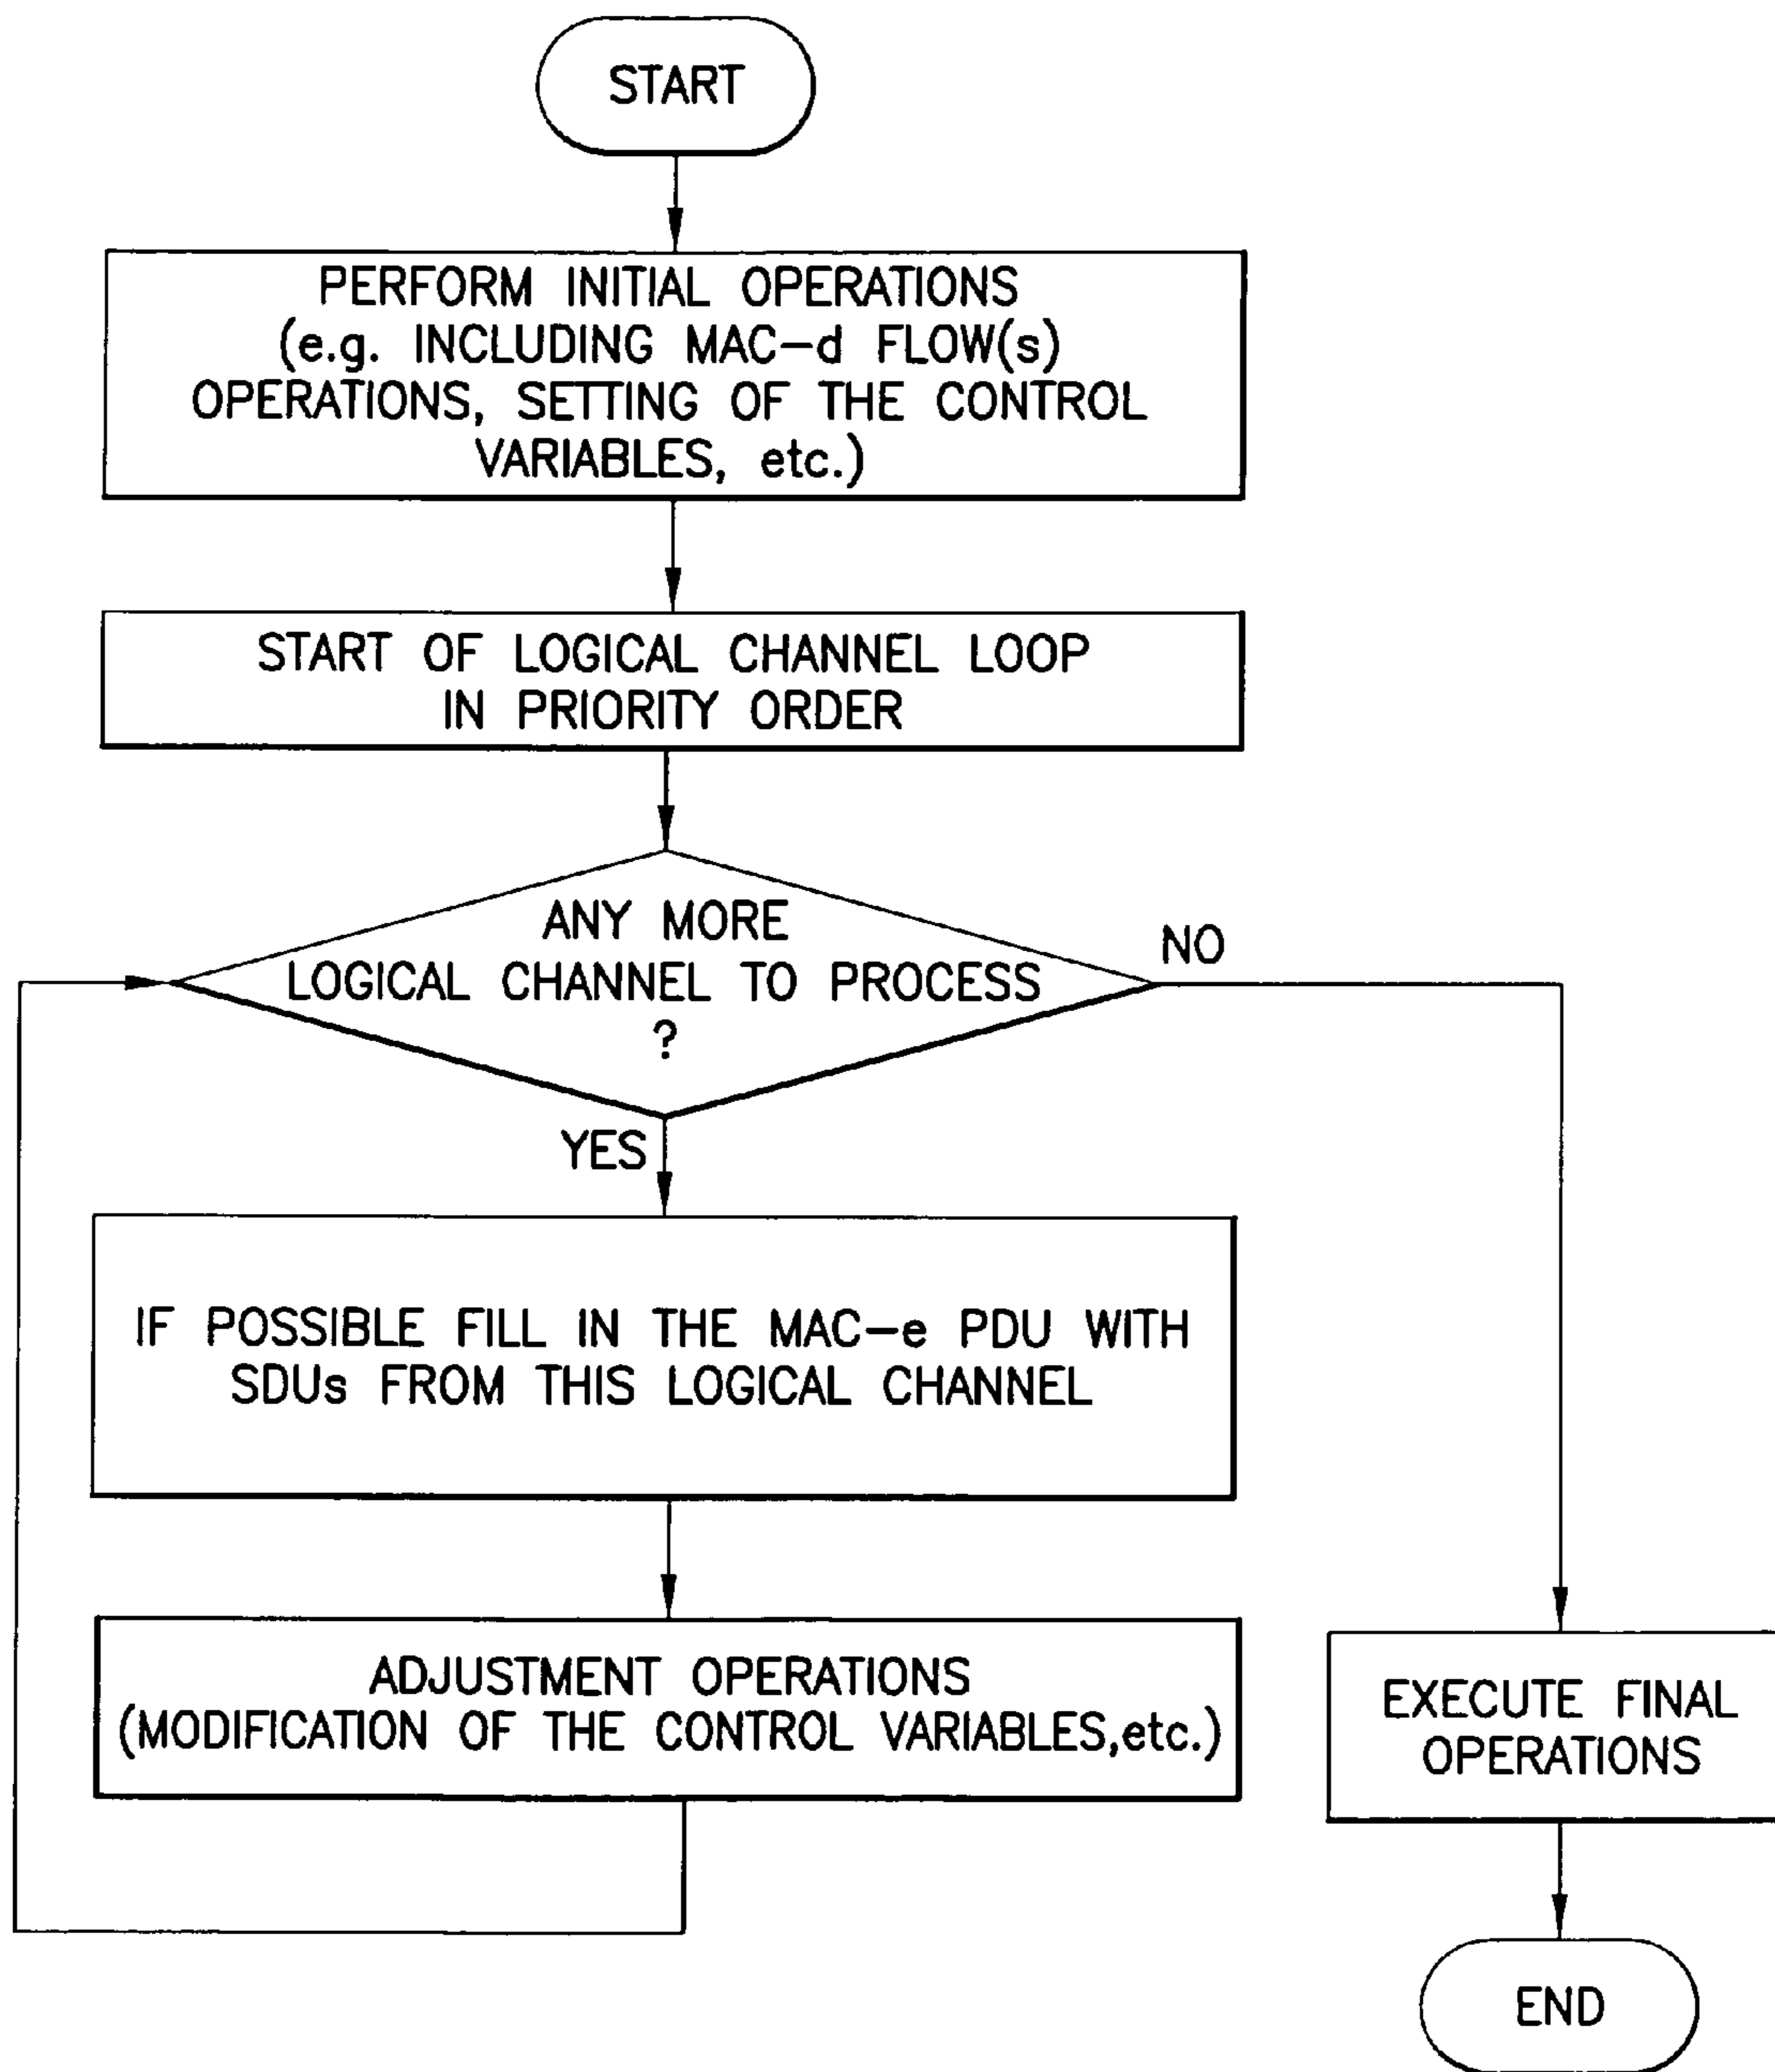 START
PERFORM INITIAL OPERATIONS
(e.g. INCLUDING MAC-d FLOW(s)
OPERATIONS, SETTING OF THE CONTROL
VARIABLES, etc.)
START OF LOGICAL CHANNEL LOOP
IN PRIORITY ORDER
ANY MORE
LOGICAL CHANNEL TO PROCESS
?
NO
YES
IF POSSIBLE FILL IN THE MAC-e PDU WITH
SDUs FROM THIS LOGICAL CHANNEL
ADJUSTMENT OPERATIONS
(MODIFICATION OF THE CONTROL VARIABLES,etc.)
EXECUTE FINAL
OPERATIONS
END